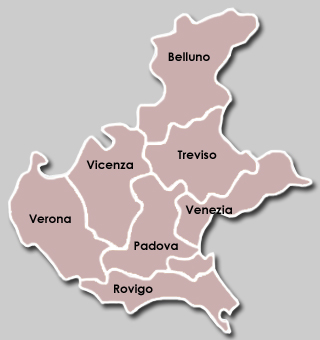 Belluno
Treviso
Vicenza
Venezia
Verona
Padova
Rovigo